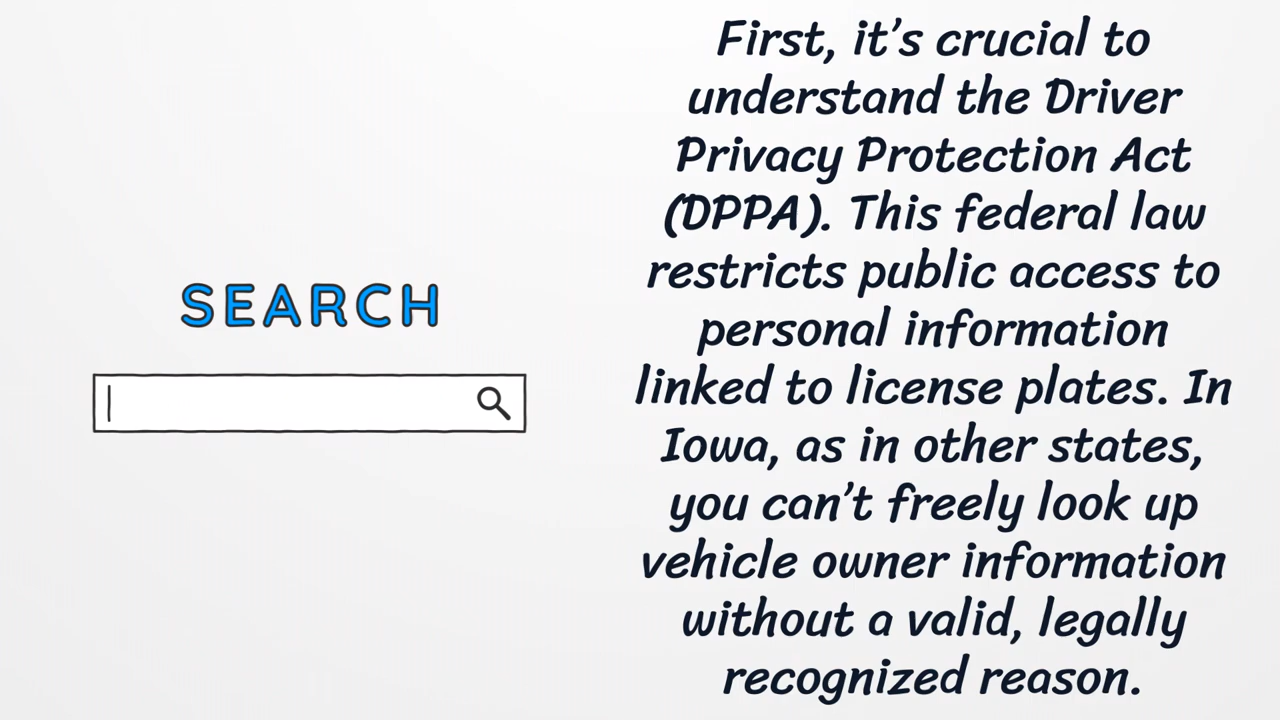 SEARCH
First, it's crucial to
understand the Driver
Privacy Protection Act
(DPPA). This federal law
restricts public access to
personal information
linked to license plates. In
Iowa, as in other states,
you can't freely look up
vehicle owner information
without a valid, legally
recognized reason.